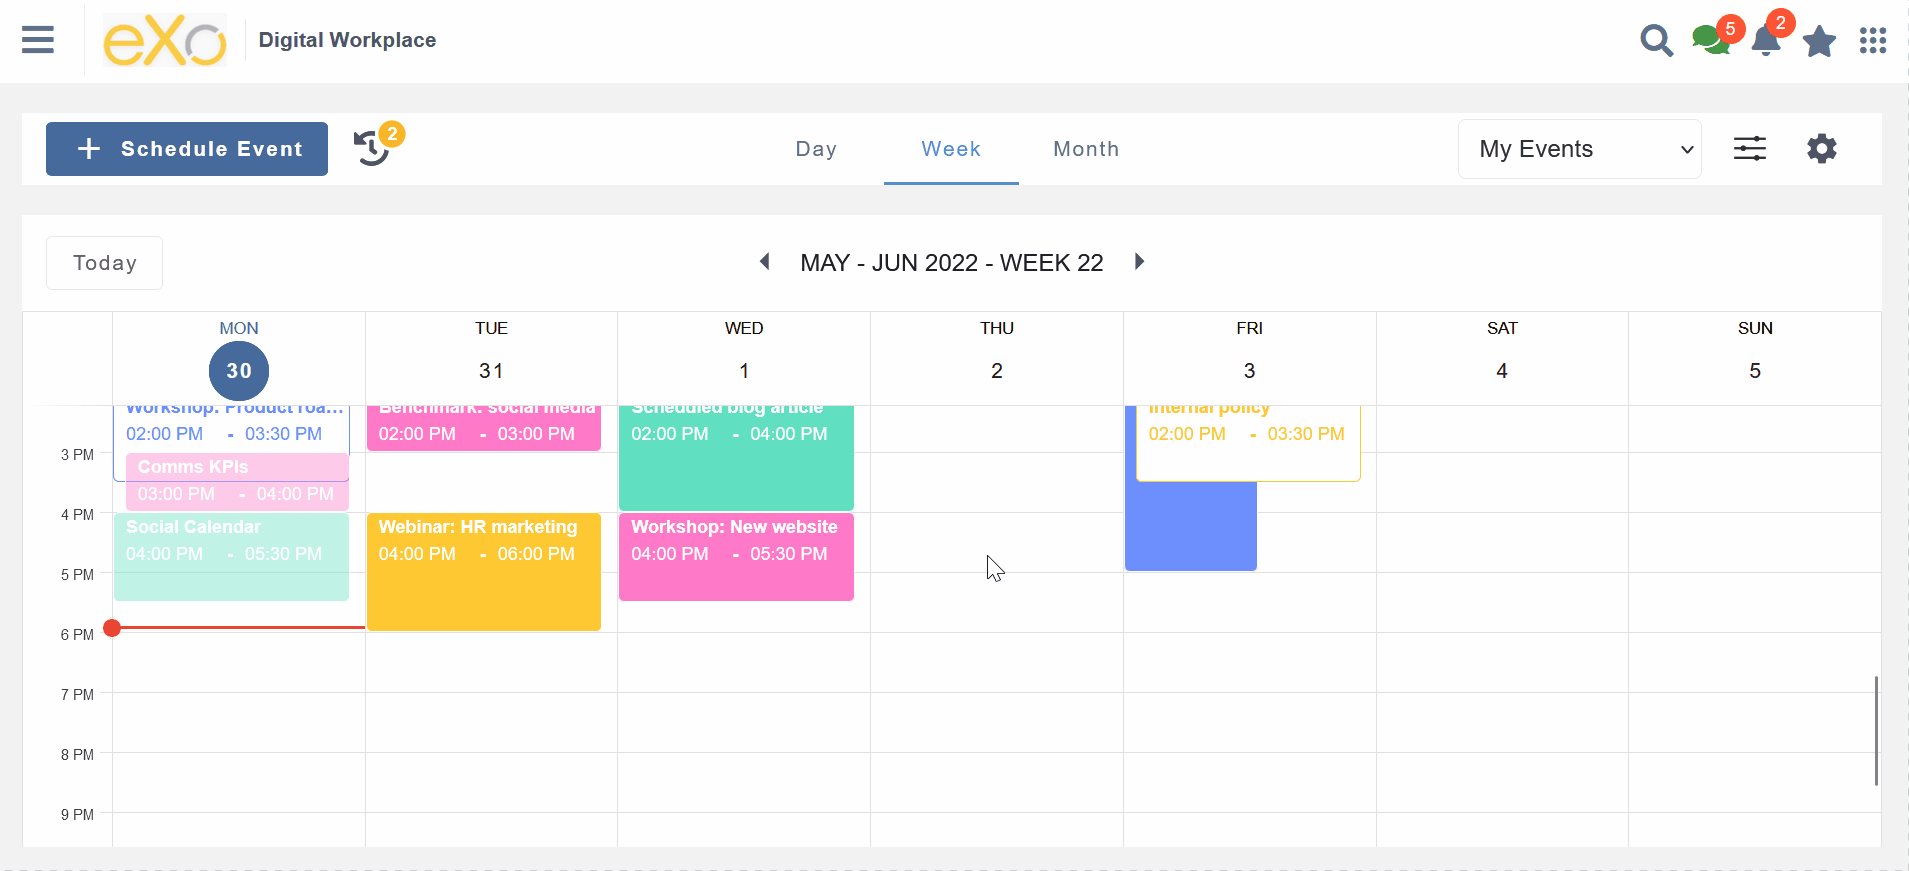 eXo
Digital Workplace
5
2
Schedule Event
2
Day
Week
Month
My Events
Today
MAY - JUN 2022 - WEEK 22
MON
TUE
WED
THU
FRI
SAT
SUN
30
31
1
2
3
4
5
Workshop: Product roa...
02:00 PM - 03:30 PM
Benchmark: social media
02:00 PM - 03:00 PM
Scheduled blog article
02:00 PM - 04:00 PM
Internal policy
02:00 PM - 03:30 PM
3 PM
Comms KPIs
03:00 PM - 04:00 PM
4 PM
Social Calendar
04:00 PM - 05:30 PM
Webinar: HR marketing
04:00 PM - 06:00 PM
Workshop: New website
04:00 PM - 05:30 PM
5 PM
6 PM
7 PM
8 PM
9 PM